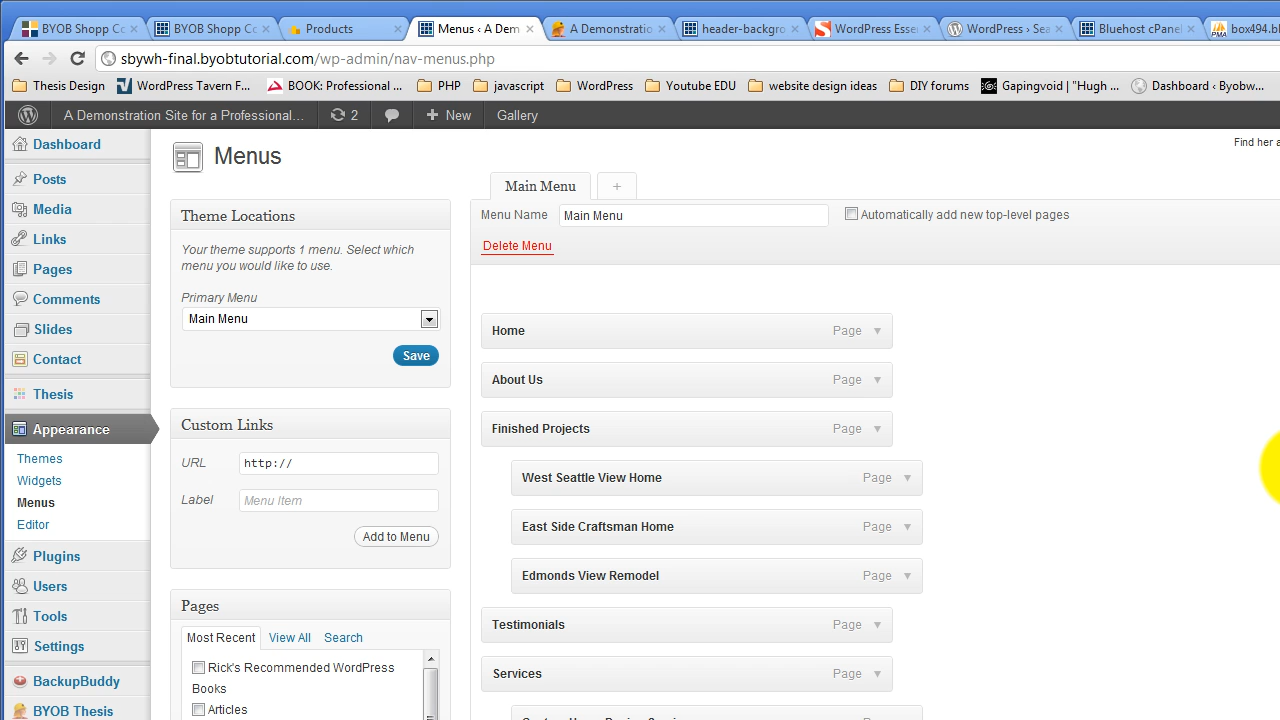 BYOB Shopp Co
BYOB Shopp Co
Products
Menus ‹ A Dem
A Demonstratio
header-backgro
WordPress Esse
WordPress › Sea
Bluehost cPanel
box494.bl
sbywh-final.byobtutorial.com/wp-admin/nav-menus.php
Thesis Design
WordPress Tavern F...
BOOK: Professional ...
PHP
javascript
WordPress
Youtube EDU
website design ideas
DIY forums
Gapingvoid | "Hugh ...
Dashboard ‹ Byobw...
A Demonstration Site for a Professional...
2
New
Gallery
Dashboard
Posts
Media
Links
Pages
Comments
Slides
Contact
Thesis
Appearance
Themes
Widgets
Menus
Editor
Plugins
Users
Tools
Settings
BackupBuddy
BYOB Thesis
Menus
Find her a
Theme Locations
Your theme supports 1 menu. Select which
menu you would like to use.
Primary Menu
Main Menu
Save
Custom Links
URL
http://
Label
Menu Item
Add to Menu
Pages
Most Recent
View All
Search
Rick's Recommended WordPress
Books
Articles
Main Menu
+
Menu Name
Main Menu
Automatically add new top-level pages
Delete Menu
Home Page
About Us Page
Finished Projects Page
West Seattle View Home Page
East Side Craftsman Home Page
Edmonds View Remodel Page
Testimonials Page
Services Page